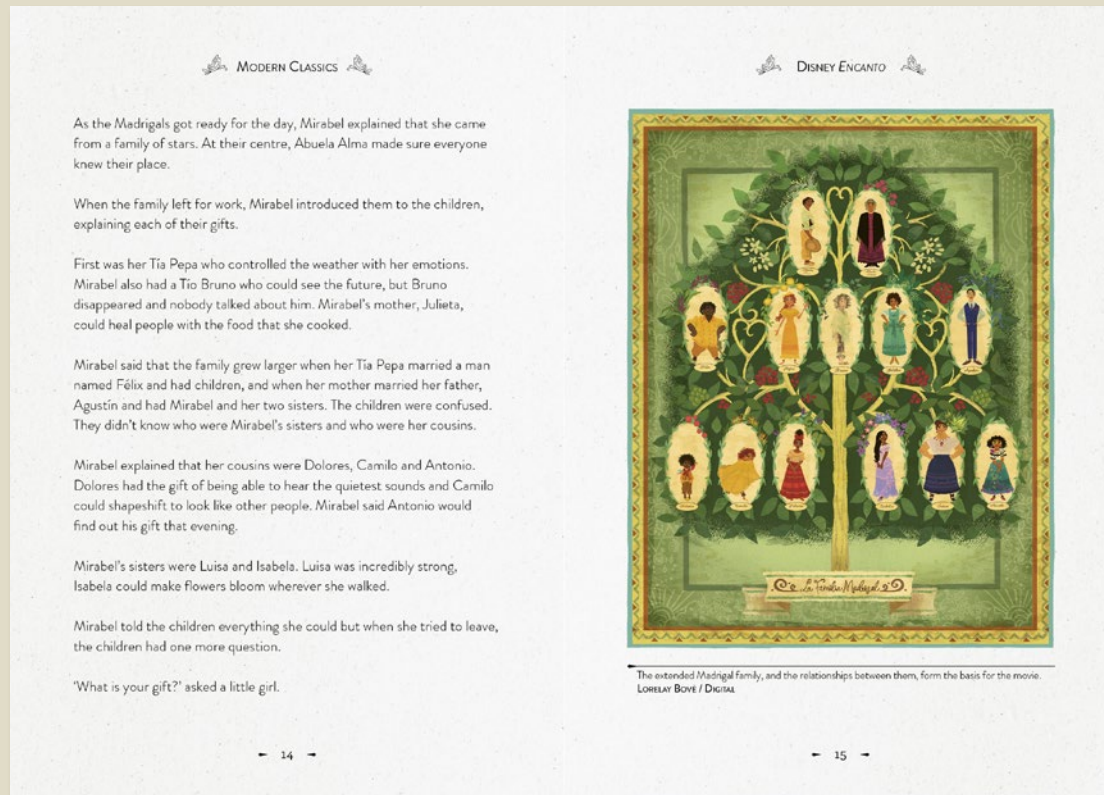 MODERN CLASSICS
As the Madrigals got ready for the day, Mirabel explained that she came
from a family of stars. At their centre, Abuela Alma made sure everyone
knew their place.
When the family left for work, Mirabel introduced them to the children,
explaining each of their gifts.
First was her Tía Pepa who controlled the weather with her emotions.
Mirabel also had a Tío Bruno who could see the future, but Bruno
disappeared and nobody talked about him. Mirabel's mother, Julieta,
could heal people with the food that she cooked.
Mirabel said that the family grew larger when her Tía Pepa married a man
named Félix and had children, and when her mother married her father,
Agustín and had Mirabel and her two sisters. The children were confused.
They didn't know who were Mirabel's sisters and who were her cousins.
Mirabel explained that her cousins were Dolores, Camilo and Antonio.
Dolores had the gift of being able to hear the quietest sounds and Camilo
could shapeshift to look like other people. Mirabel said Antonio would
find out his gift that evening.
Mirabel's sisters were Luisa and Isabela. Luisa was incredibly strong,
Isabela could make flowers bloom wherever she walked.
Mirabel told the children everything she could but when she tried to leave,
the children had one more question.
'What is your gift?' asked a little girl.
14
DISNEY ENCANTO
La Familia Madrigal
The extended Madrigal family, and the relationships between them, form the basis for the movie.
LORELAY BOVE / DIGITAL
15